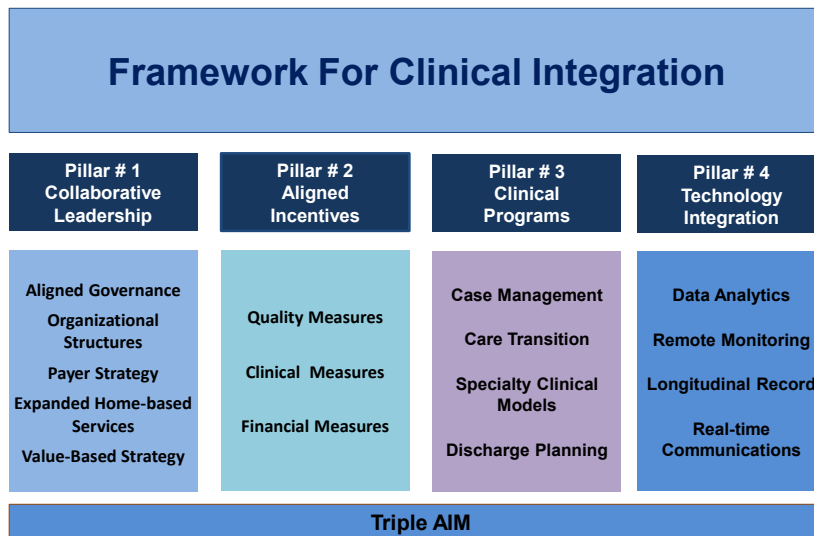 Framework For Clinical Integration
Pillar # 1
Collaborative
Leadership
Pillar # 2
Aligned
Incentives
Pillar # 3
Clinical
Programs
Pillar # 4
Technology
Integration
Aligned Governance
Organizational
Structures
Payer Strategy
Expanded Home-based
Services
Value-Based Strategy
Quality Measures
Clinical Measures
Financial Measures
Case Management
Care Transition
Specialty Clinical
Models
Discharge Planning
Data Analytics
Remote Monitoring
Longitudinal Record
Real-time
Communications
Triple AIM